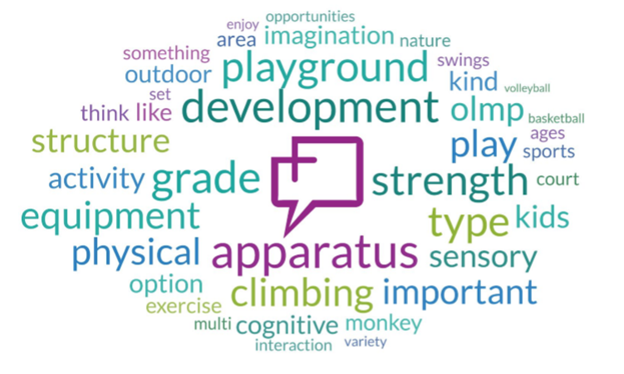 enjoy opportunities
area imagination nature
something playground swings
outdoor kind volleyball
set development olmp basketball
think like ages
structure play sports
activity grade strength court
equipment type kids
physical apparatus sensory
option climbing important
exercise
multi cognitive monkey
interaction variety